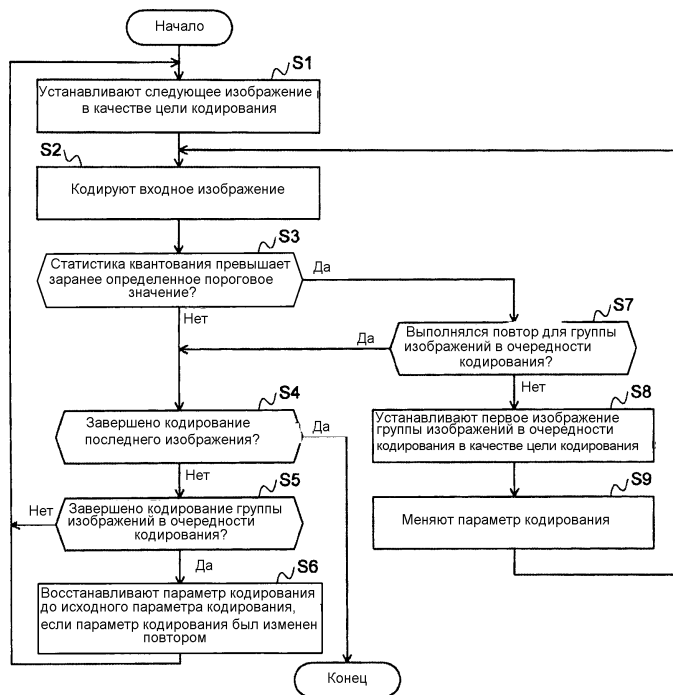 Начало
S1
Устанавливают следующее изображение
в качестве цели кодирования
S2
Кодируют входное изображение
S3
Статистика квантования превышает
заранее определенное пороговое
значение?
Да
Нет
S7
Выполнялся повтор для группы
изображений в очередности
кодирования?
Да
Нет
S4
Завершено кодирование
последнего изображения?
Да
Нет
S8
Устанавливают первое изображение
группы изображений в очередности
кодирования в качестве цели кодирования
S5
Завершено кодирование группы
изображений в очередности
кодирования?
Нет
Да
S9
Меняют параметр кодирования
S6
Восстанавливают параметр кодирования
до исходного параметра кодирования,
если параметр кодирования был изменен
повтором
Конец